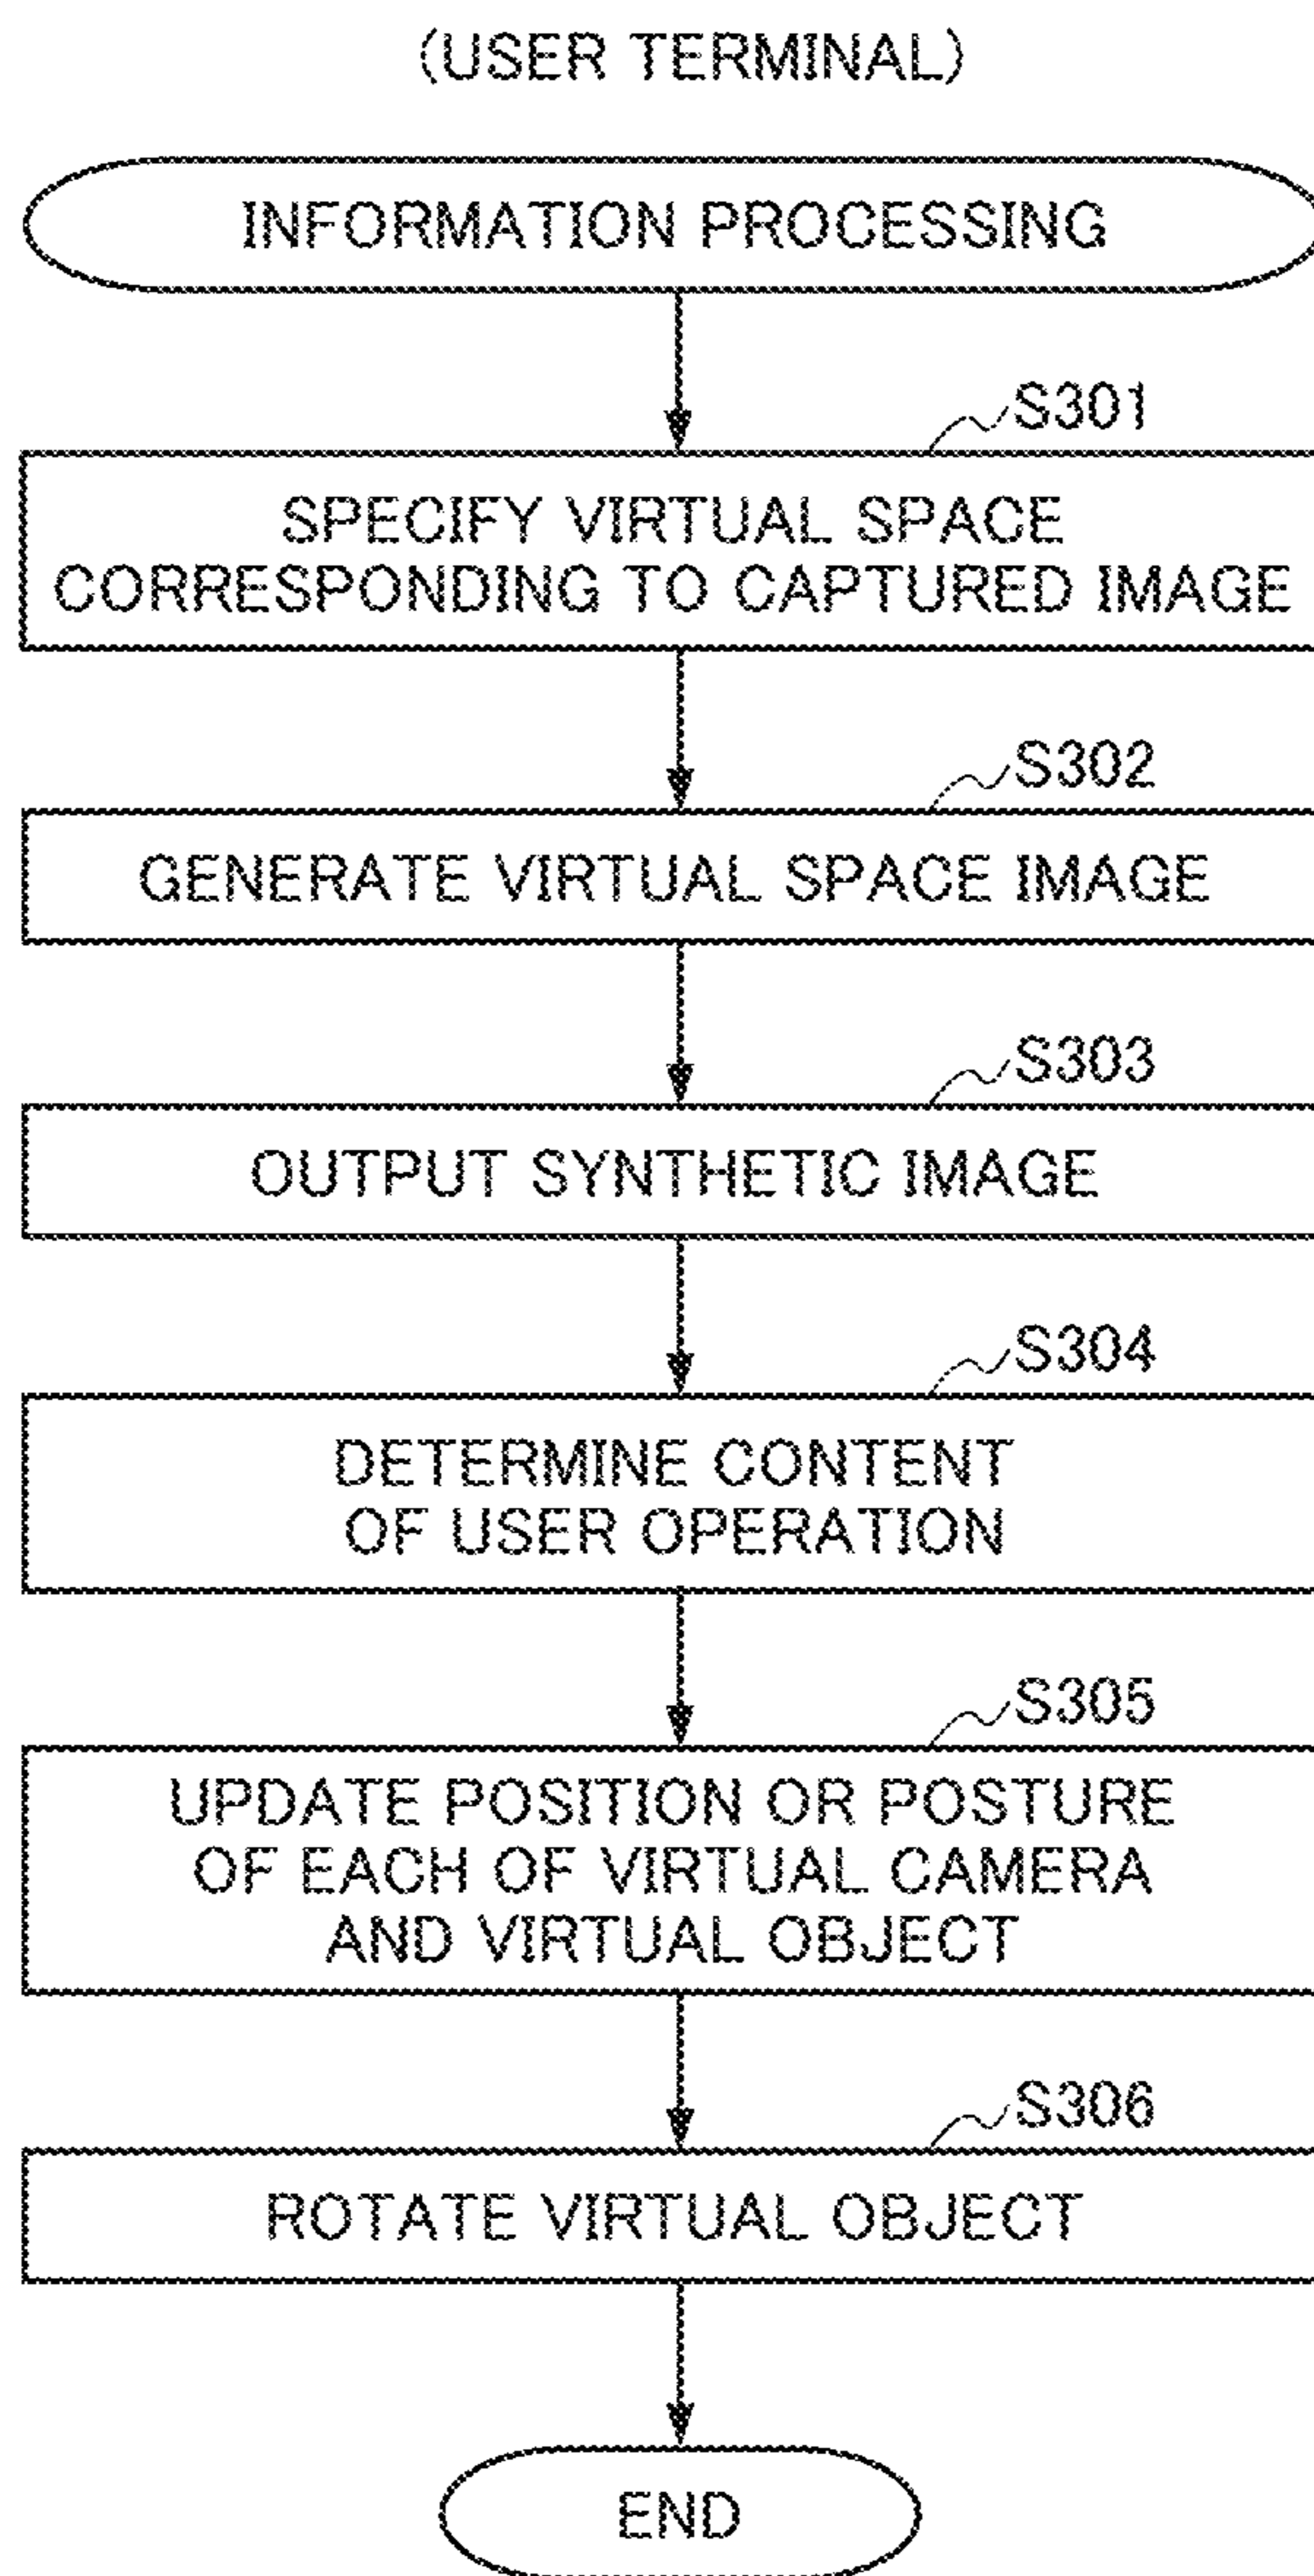 (USER TERMINAL)
INFORMATION PROCESSING
S301
SPECIFY VIRTUAL SPACE
CORRESPONDING TO CAPTURED IMAGE
S302
GENERATE VIRTUAL SPACE IMAGE
S303
OUTPUT SYNTHETIC IMAGE
S304
DETERMINE CONTENT
OF USER OPERATION
S305
UPDATE POSITION OR POSTURE
OF EACH OF VIRTUAL CAMERA
AND VIRTUAL OBJECT
S306
ROTATE VIRTUAL OBJECT
END